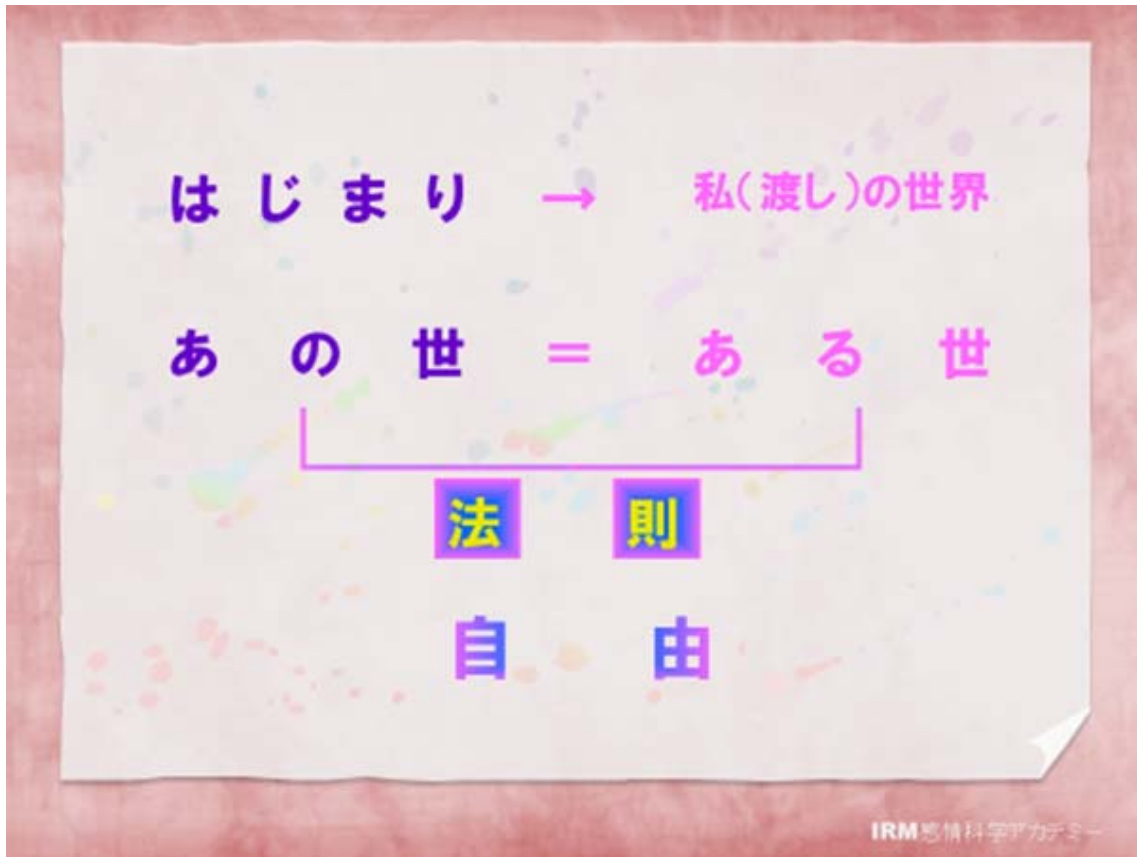 はじまり → 私(渡し)の世界
あの世 = ある世
法則
自由
IRM感情科学アカデミー